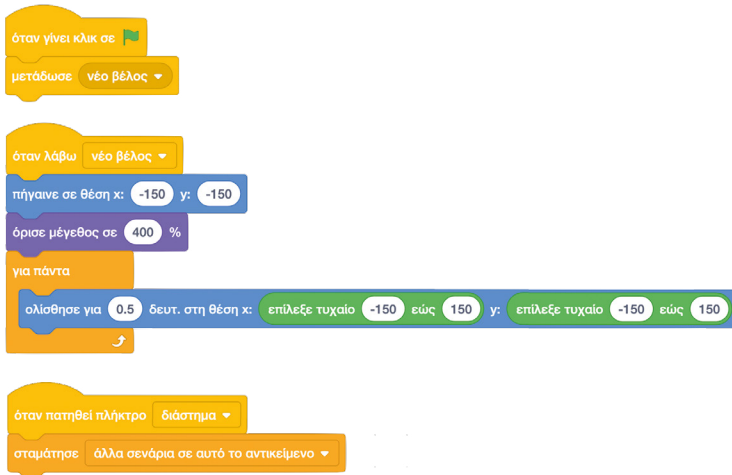 όταν γίνει κλικ σε
μετάδωσε νέο βέλος
όταν λάβω νέο βέλος
πήγαινε σε θέση x: -150 y: -150
όρισε μέγεθος σε 400 %
για πάντα
ολίσθησε για 0.5 δευτ. στη θέση x: επίλεξε τυχαίο -150 εώς 150 y: επίλεξε τυχαίο -150 εώς 150
όταν πατηθεί πλήκτρο διάστημα
σταμάτησε άλλα σενάρια σε αυτό το αντικείμενο